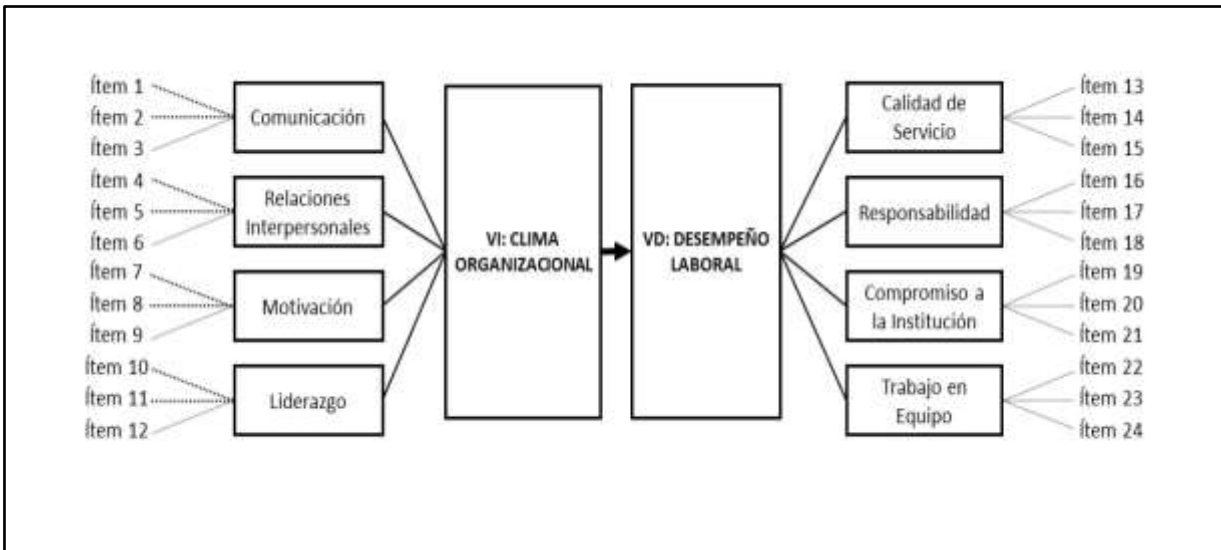 Ítem 1
Ítem 2
Ítem 3
Ítem 4
Ítem 5
Ítem 6
Ítem 7
Ítem 8
Ítem 9
Ítem 10
Ítem 11
Ítem 12
Comunicación
Relaciones
Interpersonales
Motivación
Liderazgo
VI: CLIMA
ORGANIZACIONAL
VD: DESEMPEÑO
LABORAL
Calidad de
Servicio
Responsabilidad
Compromiso a
la Institución
Trabajo en
Equipo
Ítem 13
Ítem 14
Ítem 15
Ítem 16
Ítem 17
Ítem 18
Ítem 19
Ítem 20
Ítem 21
Ítem 22
Ítem 23
Ítem 24